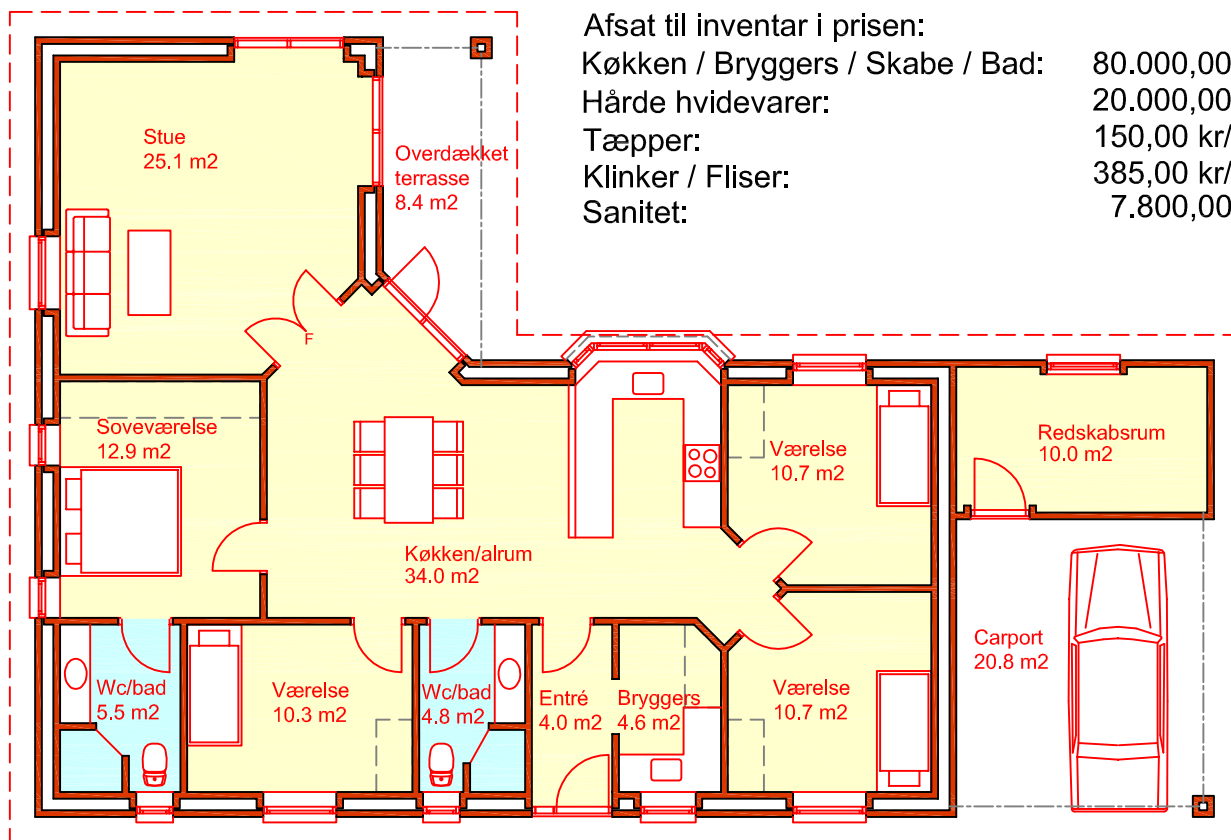 Afsat til inventar i prisen:
Køkken / Bryggers / Skabe / Bad: 80.000,00
Hårde hvidevarer: 20.000,00
Tæpper: 150,00 kr/
Klinker / Fliser: 385,00 kr/
Sanitet: 7.800,00
Stue
25.1 m2
Overdækket
terrasse
8.4 m2
F
Soveværelse
12.9 m2
Køkken/alrum
34.0 m2
Værelse
10.7 m2
Redskabsrum
10.0 m2
Carport
20.8 m2
Wc/bad
5.5 m2
Værelse
10.3 m2
Wc/bad
4.8 m2
Entré
4.0 m2
Bryggers
4.6 m2
Værelse
10.7 m2